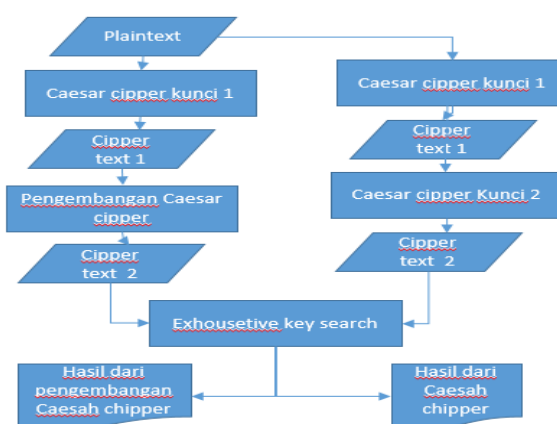 Plaintext
Caesar cipper kunci 1
Cipper
text 1
Pengembangan Caesar
cipper
Cipper
text  2
Caesar cipper kunci 1
Cipper
text 1
Caesar cipper Kunci 2
Cipper
text  2
Exhousetive key search
Hasil dari
pengembangan
Caesah chipper
Hasil dari
Caesah
chipper